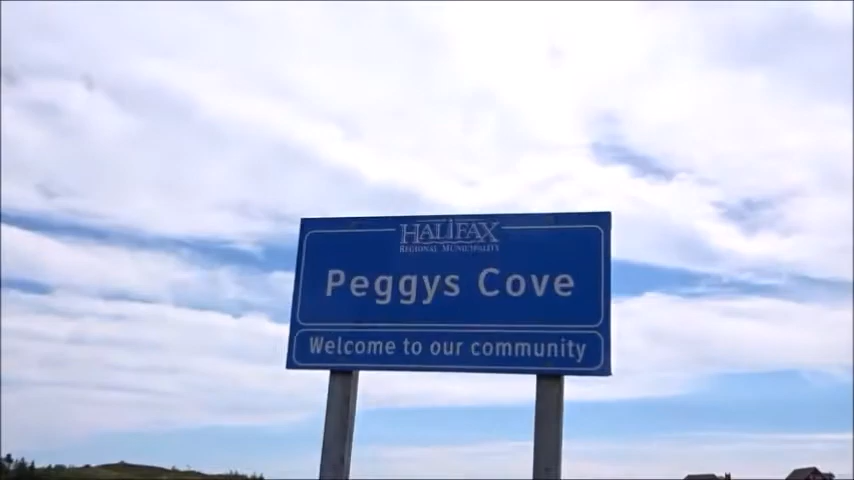 HALIFAX
REGIONAL MUNICIPALITY
Peggys Cove
Welcome to our community